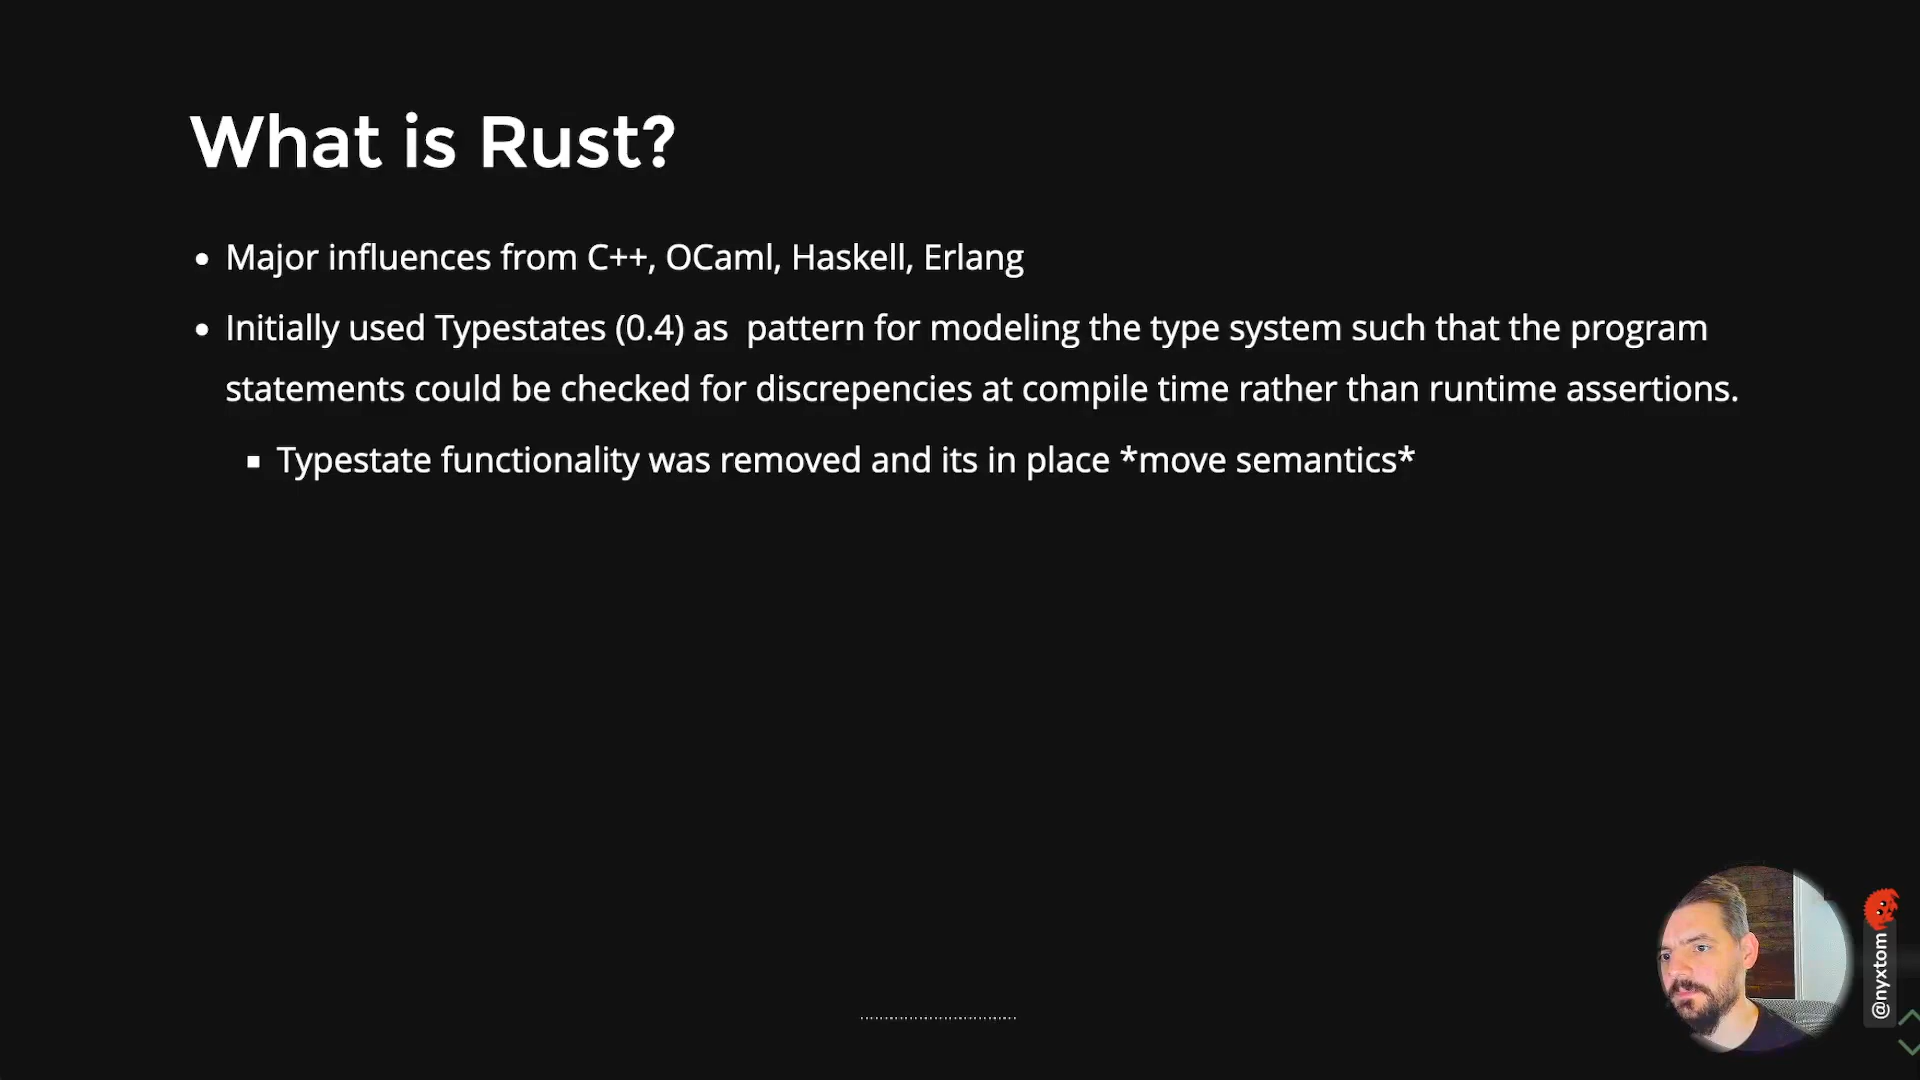 What is Rust?
• Major influences from C++, OCaml, Haskell, Erlang
• Initially used Typestates (0.4) as  pattern for modeling the type system such that the program
statements could be checked for discrepencies at compile time rather than runtime assertions.
▪ Typestate functionality was removed and its in place *move semantics*
@nyxtom